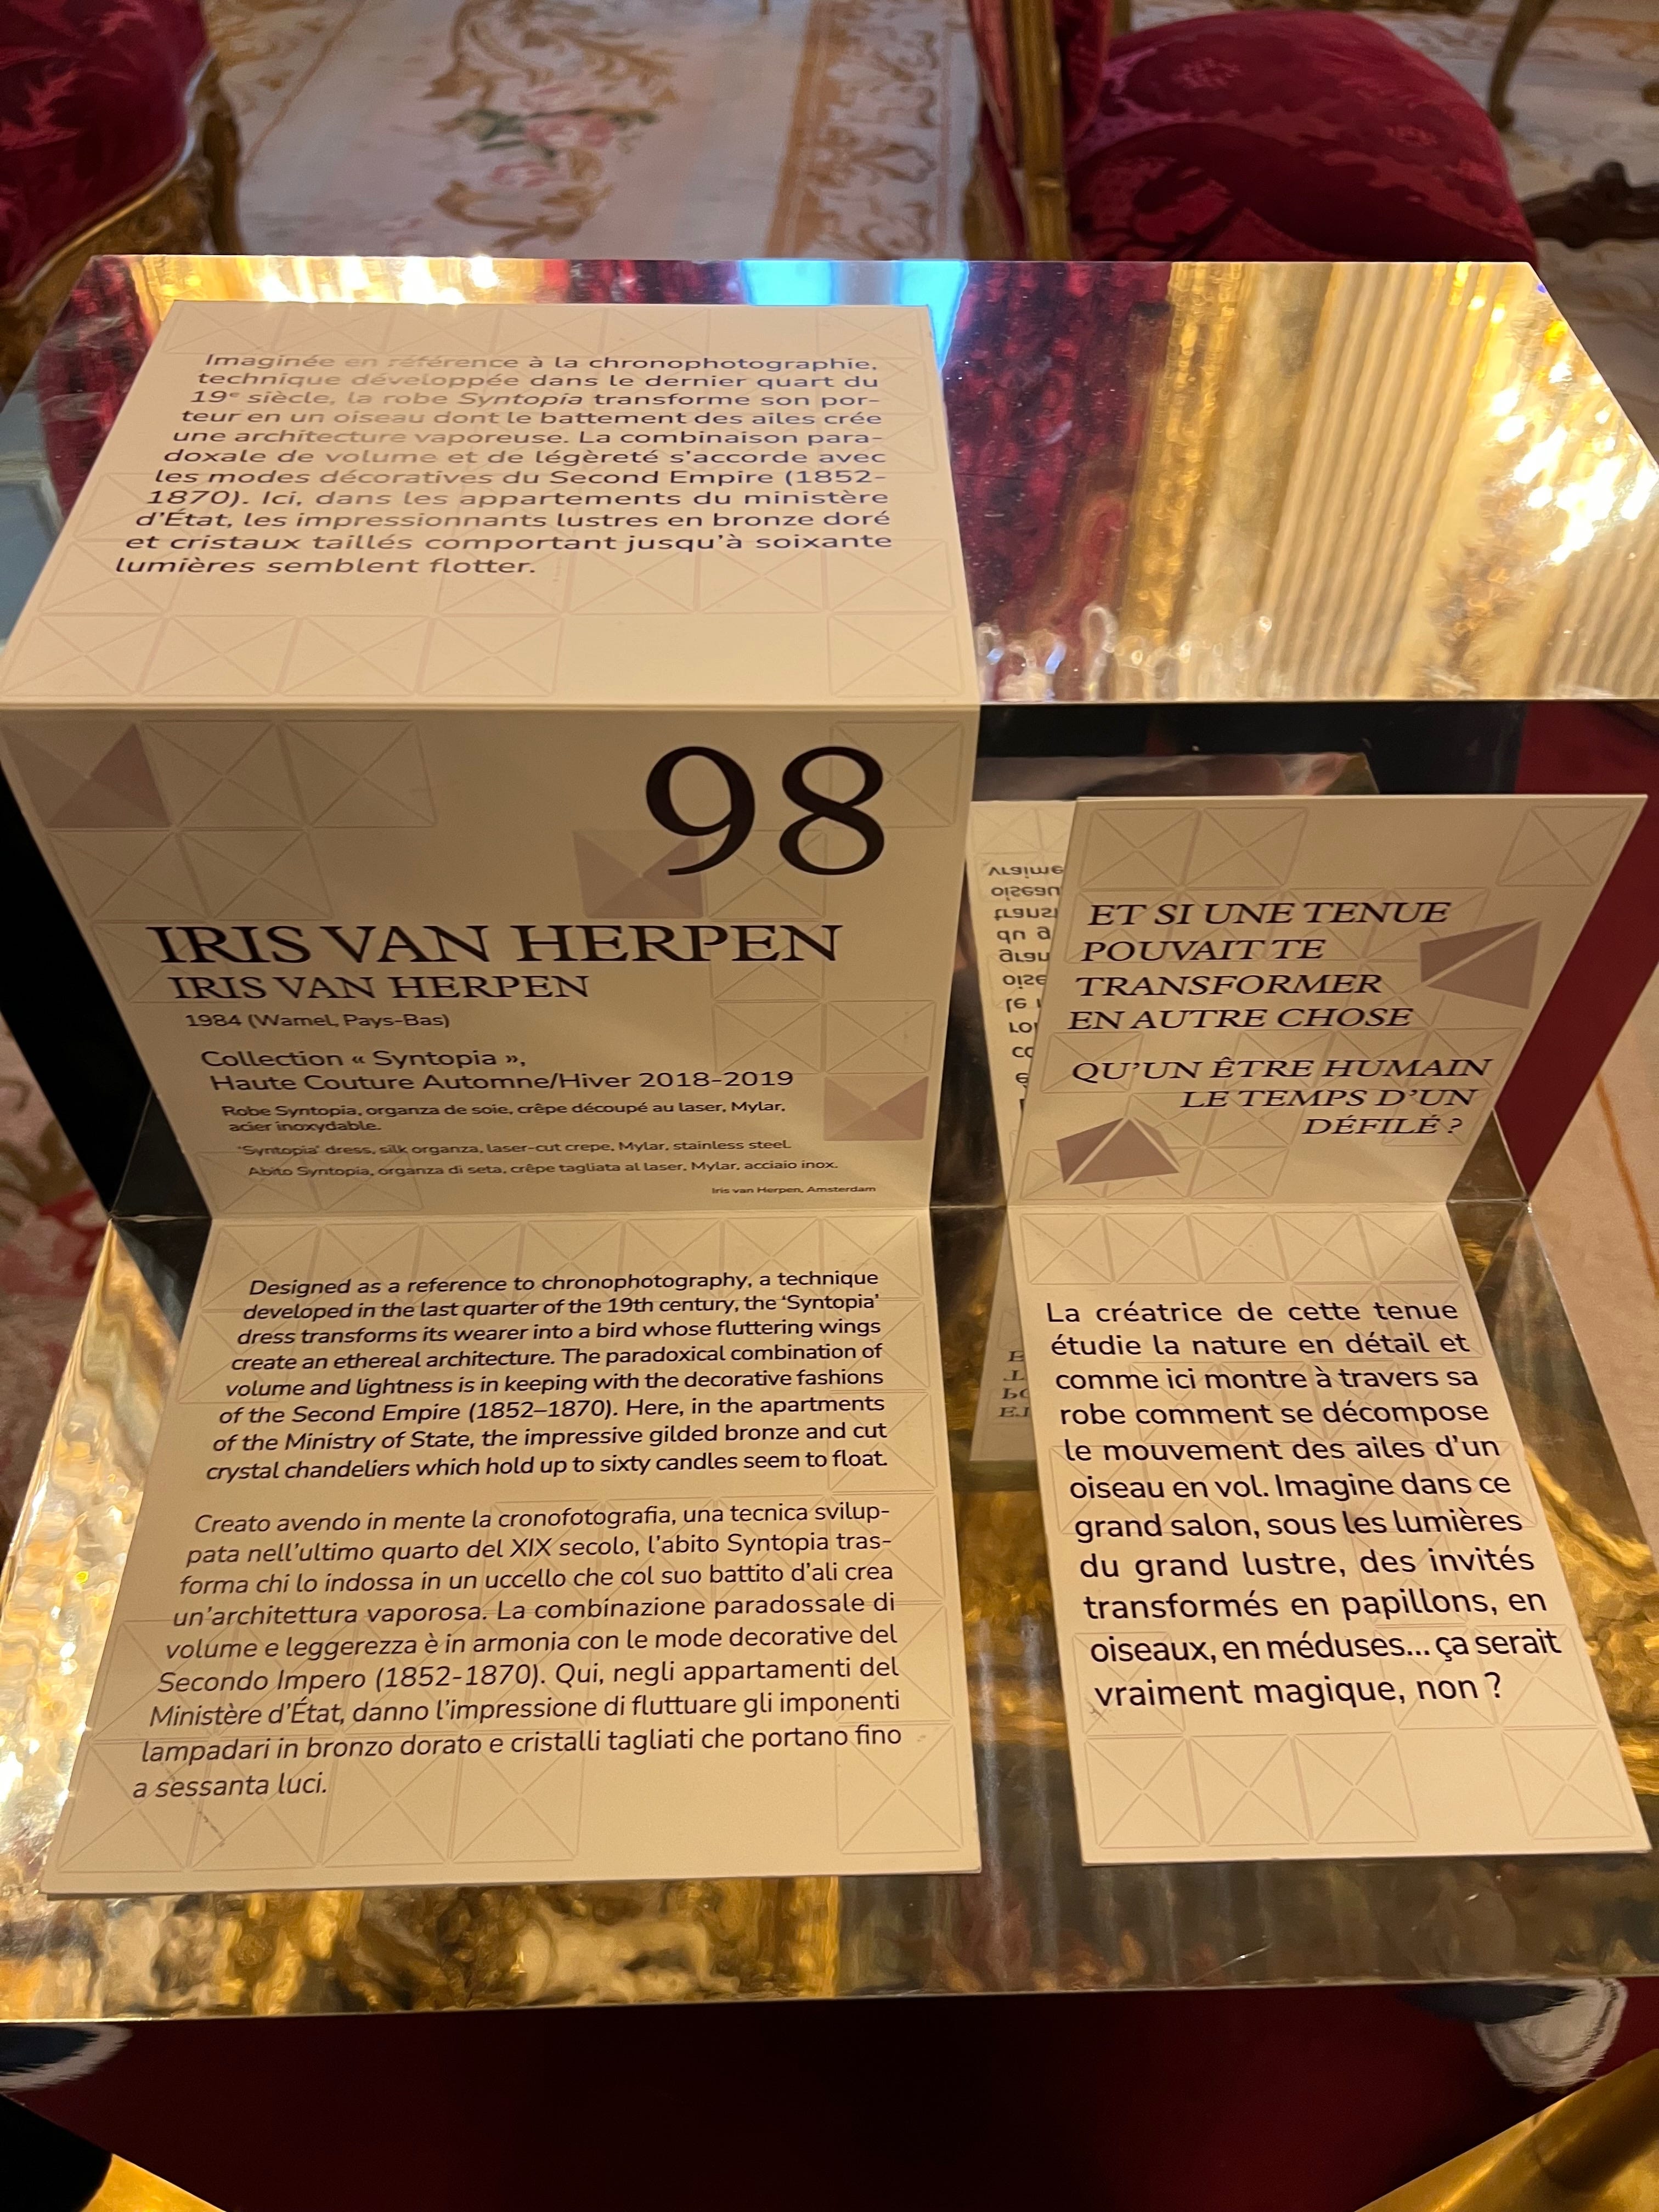 Imaginée en référence à la chronophotographie,
technique développée dans le dernier quart du
19e siècle, la robe Syntopia transforme son por-
teur en un oiseau dont le battement des ailes crée
une architecture vaporeuse. La combinaison para-
doxale de volume et de légèreté s'accorde avec
les modes décoratives du Second Empire (1852-
1870). Ici, dans les appartements du ministère
d'État, les impressionnants lustres en bronze doré
et cristaux taillés comportant jusqu'à soixante
lumières semblent flotter.
98
IRIS VAN HERPEN
IRIS VAN HERPEN
1984 (Wamel, Pays-Bas)
Collection « Syntopia »,
Haute Couture Automne/Hiver 2018-2019
Robe Syntopia, organza de soie, crêpe découpé au laser, Mylar,
acier inoxydable.
'Syntopia' dress, silk organza, laser-cut crepe, Mylar, stainless steel.
Abito Syntopia, organza di seta, crêpe tagliata al laser, Mylar, acciaio inox.
Iris van Herpen, Amsterdam
Designed as a reference to chronophotography, a technique
developed in the last quarter of the 19th century, the 'Syntopia'
dress transforms its wearer into a bird whose fluttering wings
create an ethereal architecture. The paradoxical combination of
volume and lightness is in keeping with the decorative fashions
of the Second Empire (1852–1870). Here, in the apartments
of the Ministry of State, the impressive gilded bronze and cut
crystal chandeliers which hold up to sixty candles seem to float.
Creato avendo in mente la cronofotografia, una tecnica svilup-
pata nell'ultimo quarto del XIX secolo, l'abito Syntopia tras-
forma chi lo indossa in un uccello che col suo battito d'ali crea
un'architettura vaporosa. La combinazione paradossale di
volume e leggerezza è in armonia con le mode decorative del
Secondo Impero (1852-1870). Qui, negli appartamenti del
Ministère d'État, danno l'impressione di fluttuare gli imponenti
lampadari in bronzo dorato e cristalli tagliati che portano fino
a sessanta luci.
ET SI UNE TENUE
POUVAIT TE
TRANSFORMER
EN AUTRE CHOSE
QU'UN ÊTRE HUMAIN
LE TEMPS D'UN
DÉFILÉ ?
La créatrice de cette tenue
étudie la nature en détail et
comme ici montre à travers sa
robe comment se décompose
le mouvement des ailes d'un
oiseau en vol. Imagine dans ce
grand salon, sous les lumières
du grand lustre, des invités
transformés en papillons, en
oiseaux, en méduses... ça serait
vraiment magique, non ?